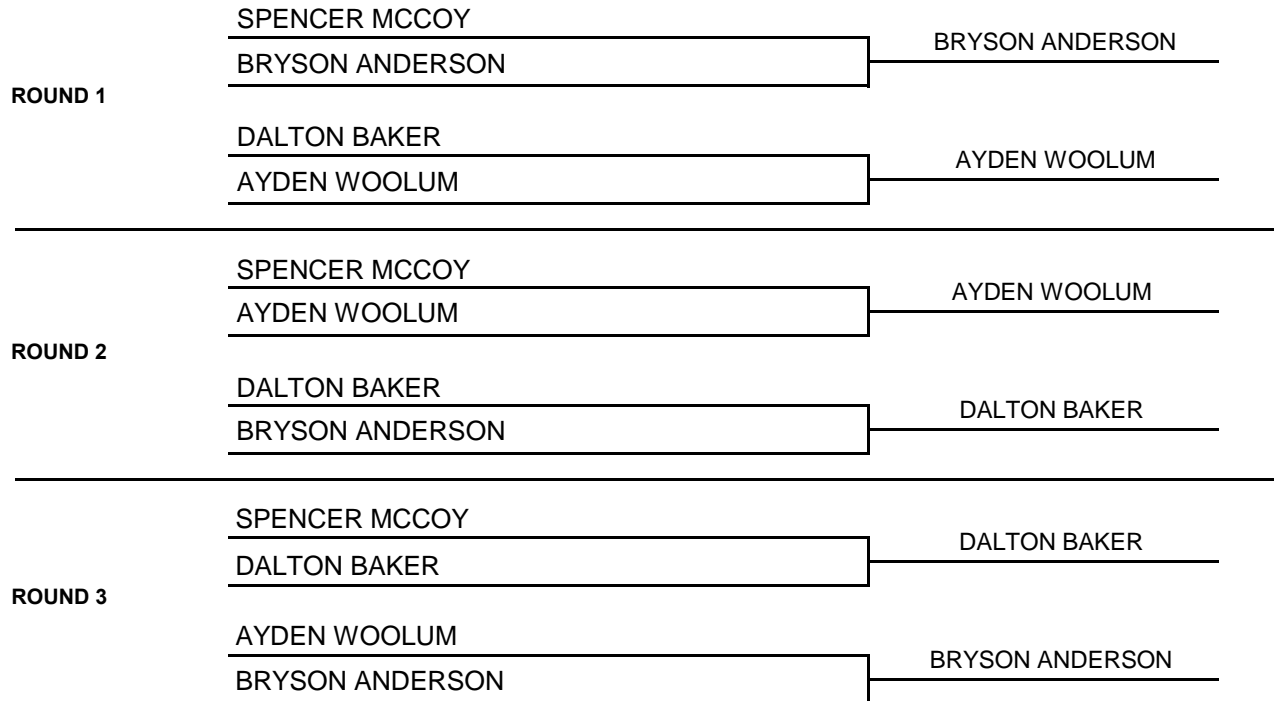 SPENCER MCCOY
BRYSON ANDERSON
BRYSON ANDERSON
ROUND 1
DALTON BAKER
AYDEN WOOLUM
AYDEN WOOLUM
SPENCER MCCOY
AYDEN WOOLUM
AYDEN WOOLUM
ROUND 2
DALTON BAKER
DALTON BAKER
BRYSON ANDERSON
SPENCER MCCOY
DALTON BAKER
DALTON BAKER
ROUND 3
AYDEN WOOLUM
BRYSON ANDERSON
BRYSON ANDERSON